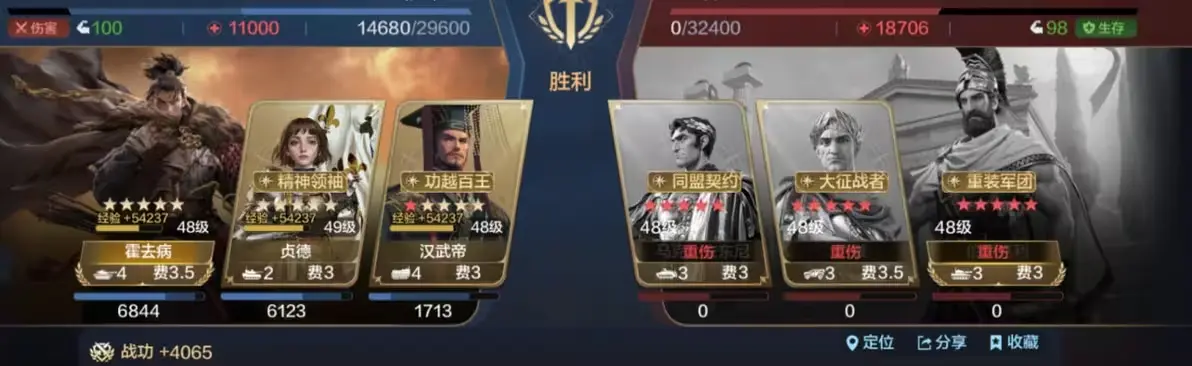 伤害 100 11000 14680/29600
胜利
0/32400 18706 98 生存
精神领袖 功越百王
经验 +54237 48级
经验 +54237 49级
经验 +54237 48级
霍去病 贞德 汉武帝
4 费3.5 2 费3 4 费3
6844 6123 1713
同盟契约 大征战者 重装军团
48级 48级
重伤 重伤 重伤
3 费3 3 费3.5 3 费3
0 0 0
战功 +4065
定位 分享 收藏